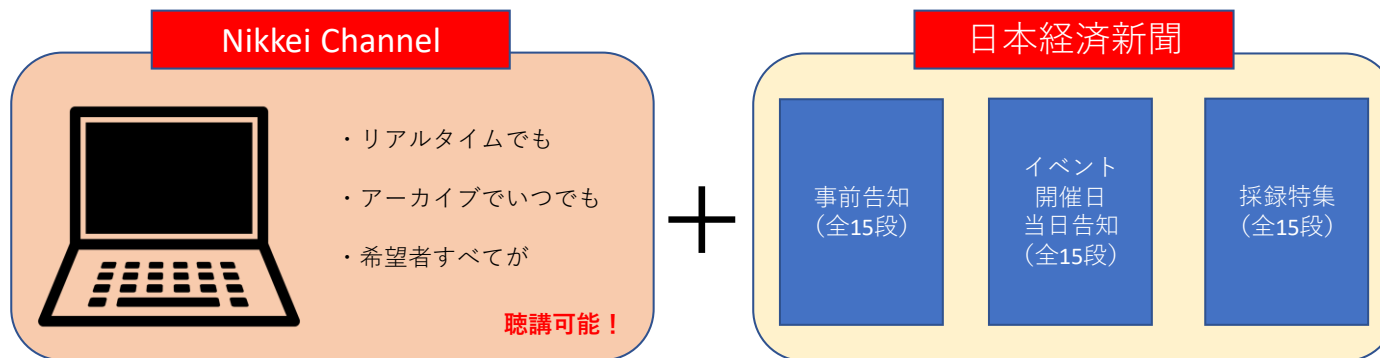 Nikkei Channel
・リアルタイムでも
・アーカイブでいつでも
・希望者すべてが
聴講可能！
＋
日本経済新聞
事前告知
（全15段）
イベント
開催日
当日告知
（全15段）
採録特集
（全15段）